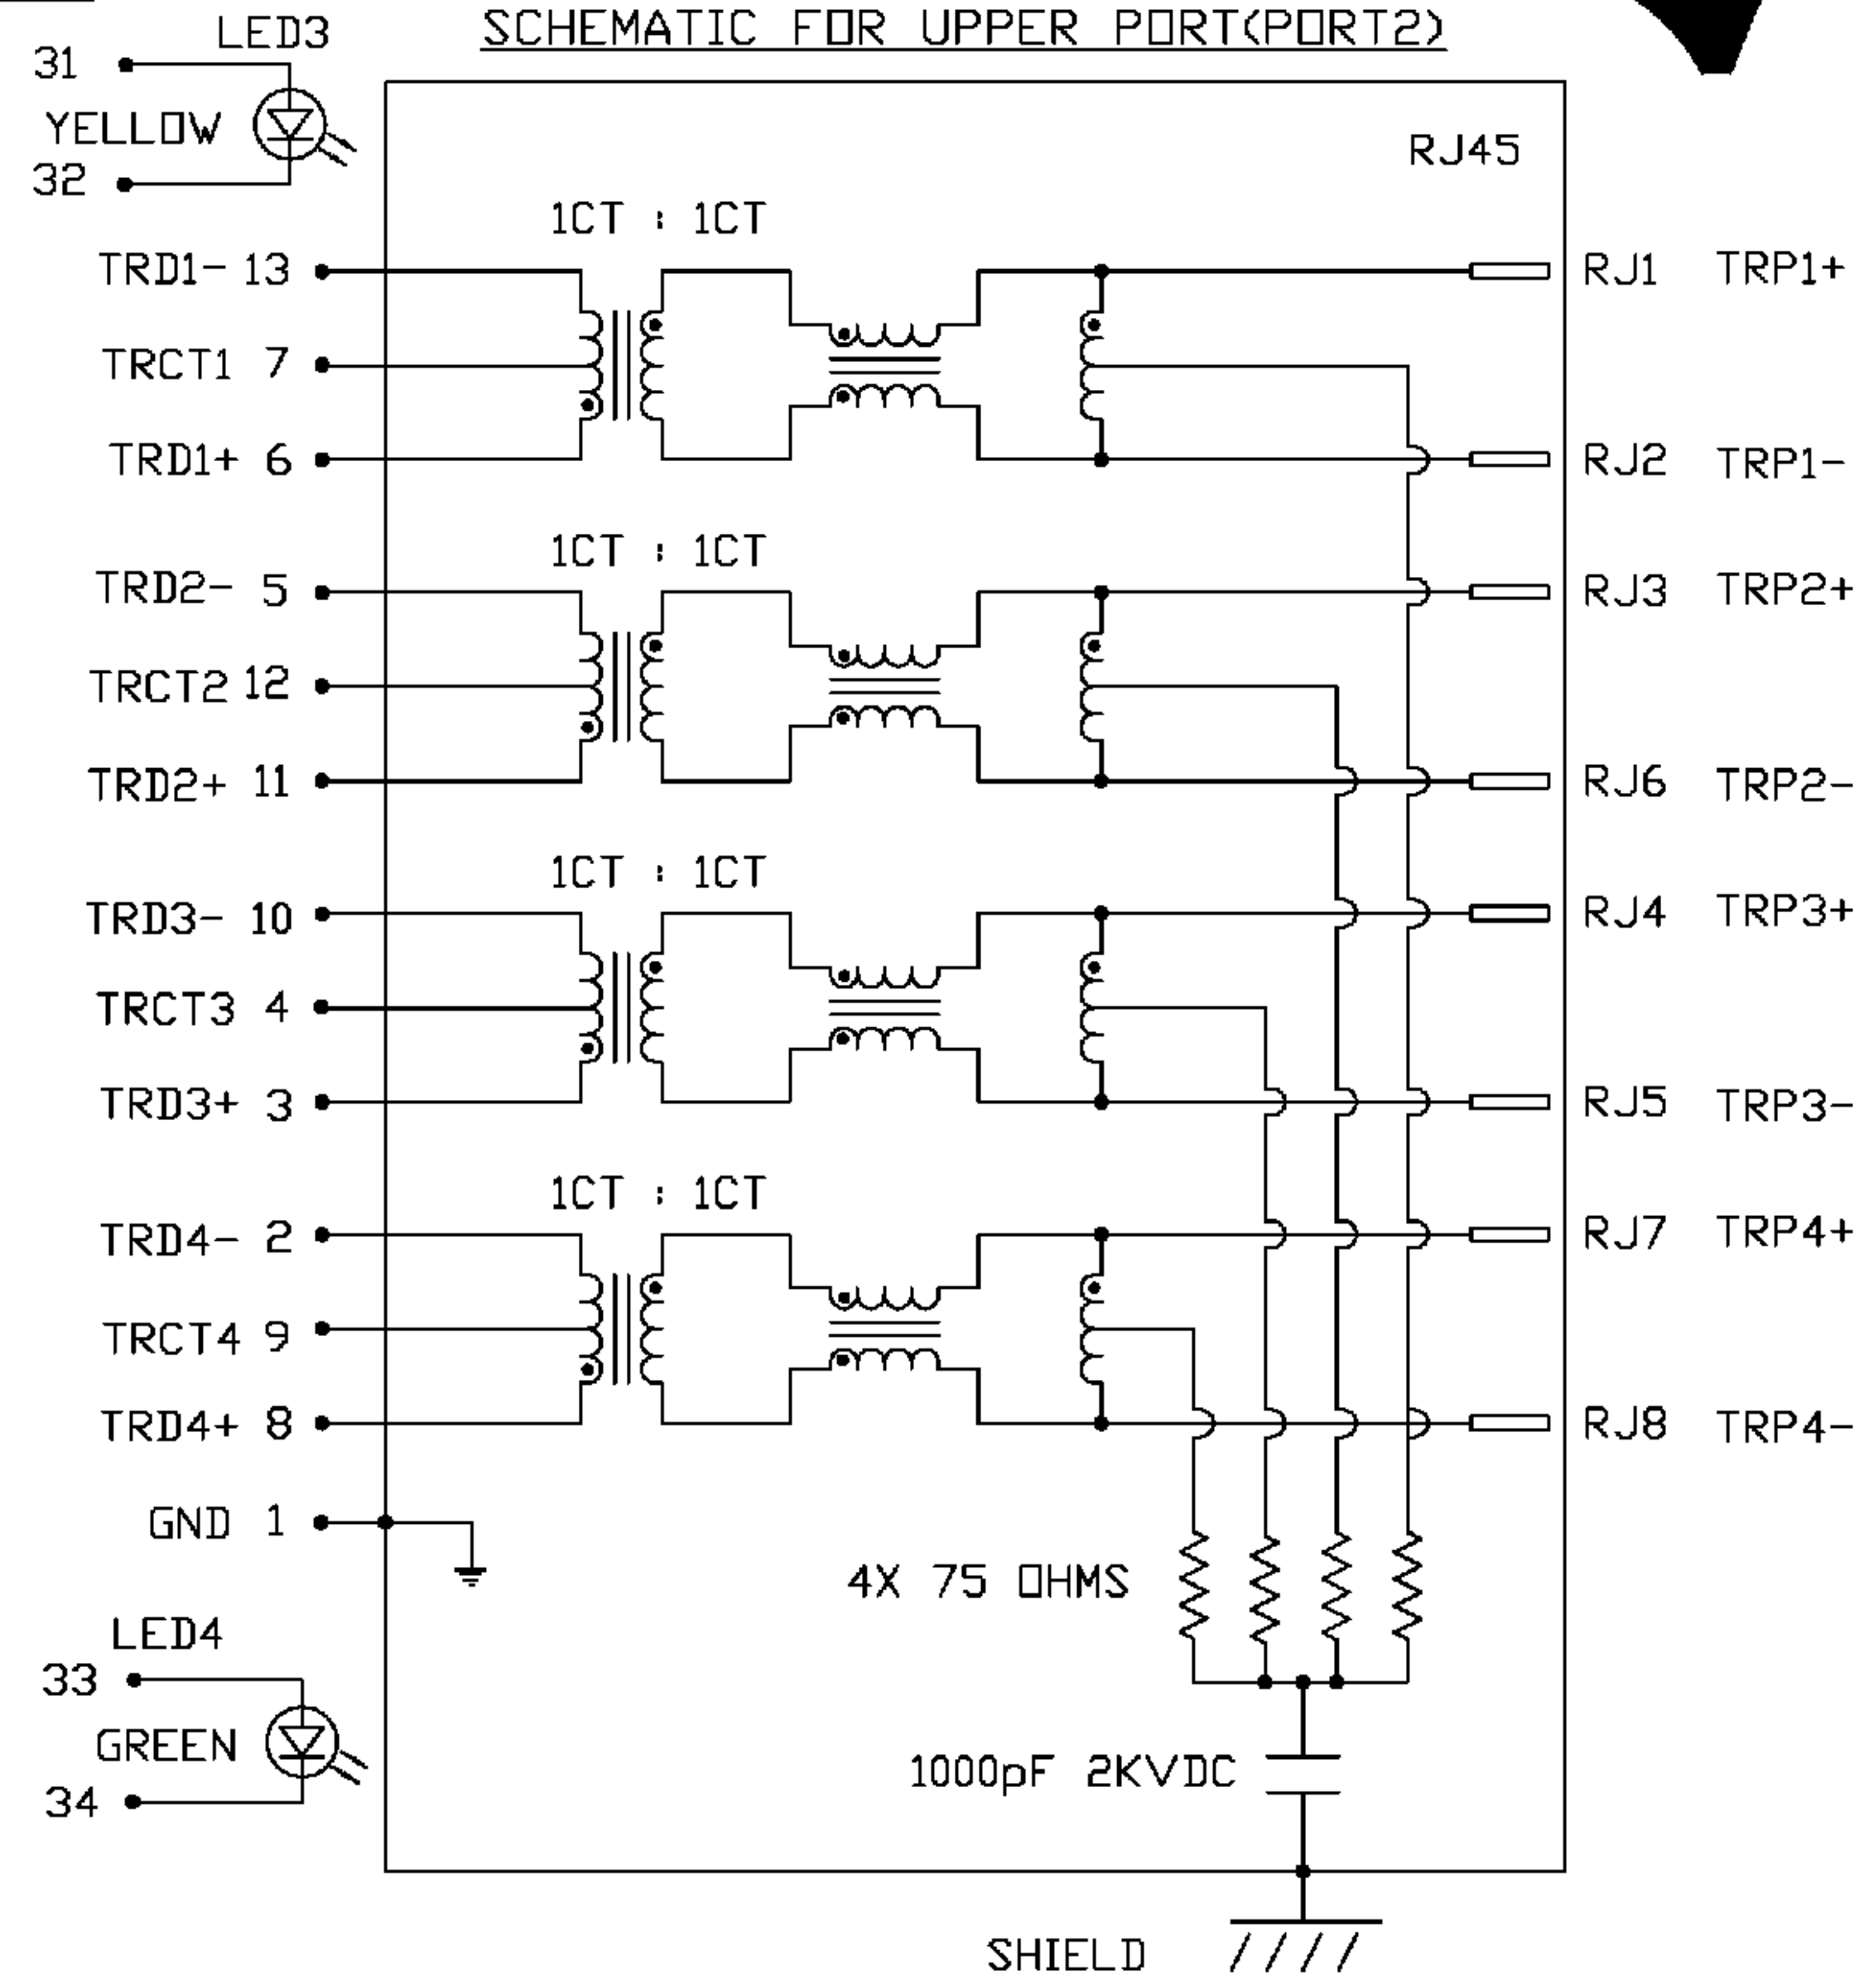 SCHEMATIC FOR UPPER PORT(PORT2)
LED3
31
YELLOW
32
RJ45
1CT : 1CT
TRD1- 13
RJ1 TRP1+
TRCT1 7
TRD1+ 6
RJ2 TRP1-
1CT : 1CT
TRD2- 5
RJ3 TRP2+
TRCT2 12
TRD2+ 11
RJ6 TRP2-
1CT : 1CT
TRD3- 10
RJ4 TRP3+
TRCT3 4
TRD3+ 3
RJ5 TRP3-
1CT : 1CT
TRD4- 2
RJ7 TRP4+
TRCT4 9
TRD4+ 8
RJ8 TRP4-
GND 1
4X 75 OHMS
LED4
33
GREEN
34
1000pF 2KVDC
SHIELD